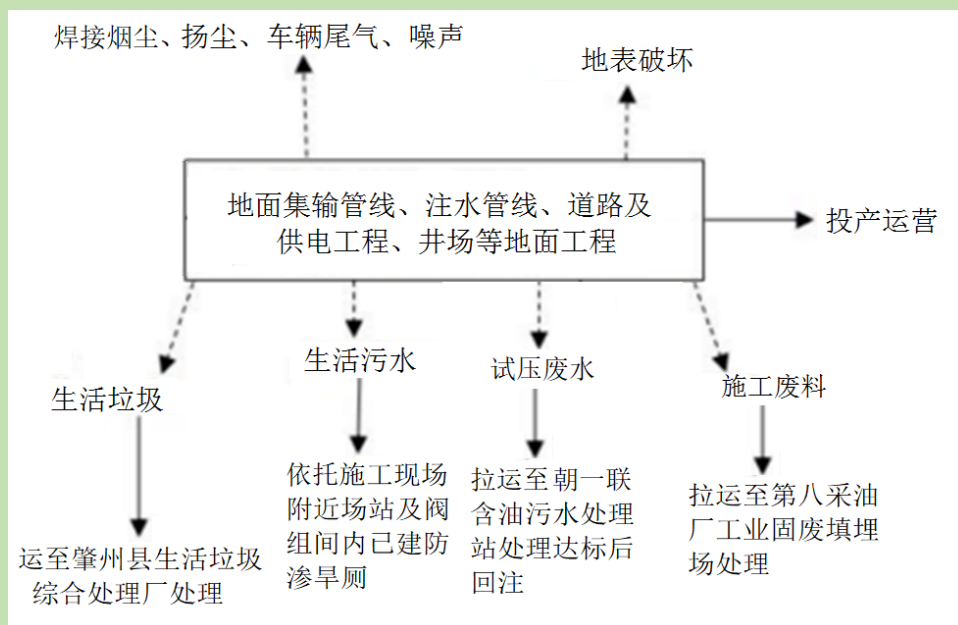 焊接烟尘、扬尘、车辆尾气、噪声
地表破坏
地面集输管线、注水管线、道路及
供电工程、井场等地面工程
投产运营
生活垃圾
生活污水
试压废水
施工废料
运至肇州县生活垃圾
综合处理厂处理
依托施工现场
附近场站及阀
组间内已建防
渗旱厕
拉运至朝一联
含油污水处理
站处理达标后
回注
拉运至第八采油
厂工业固废填埋
场处理